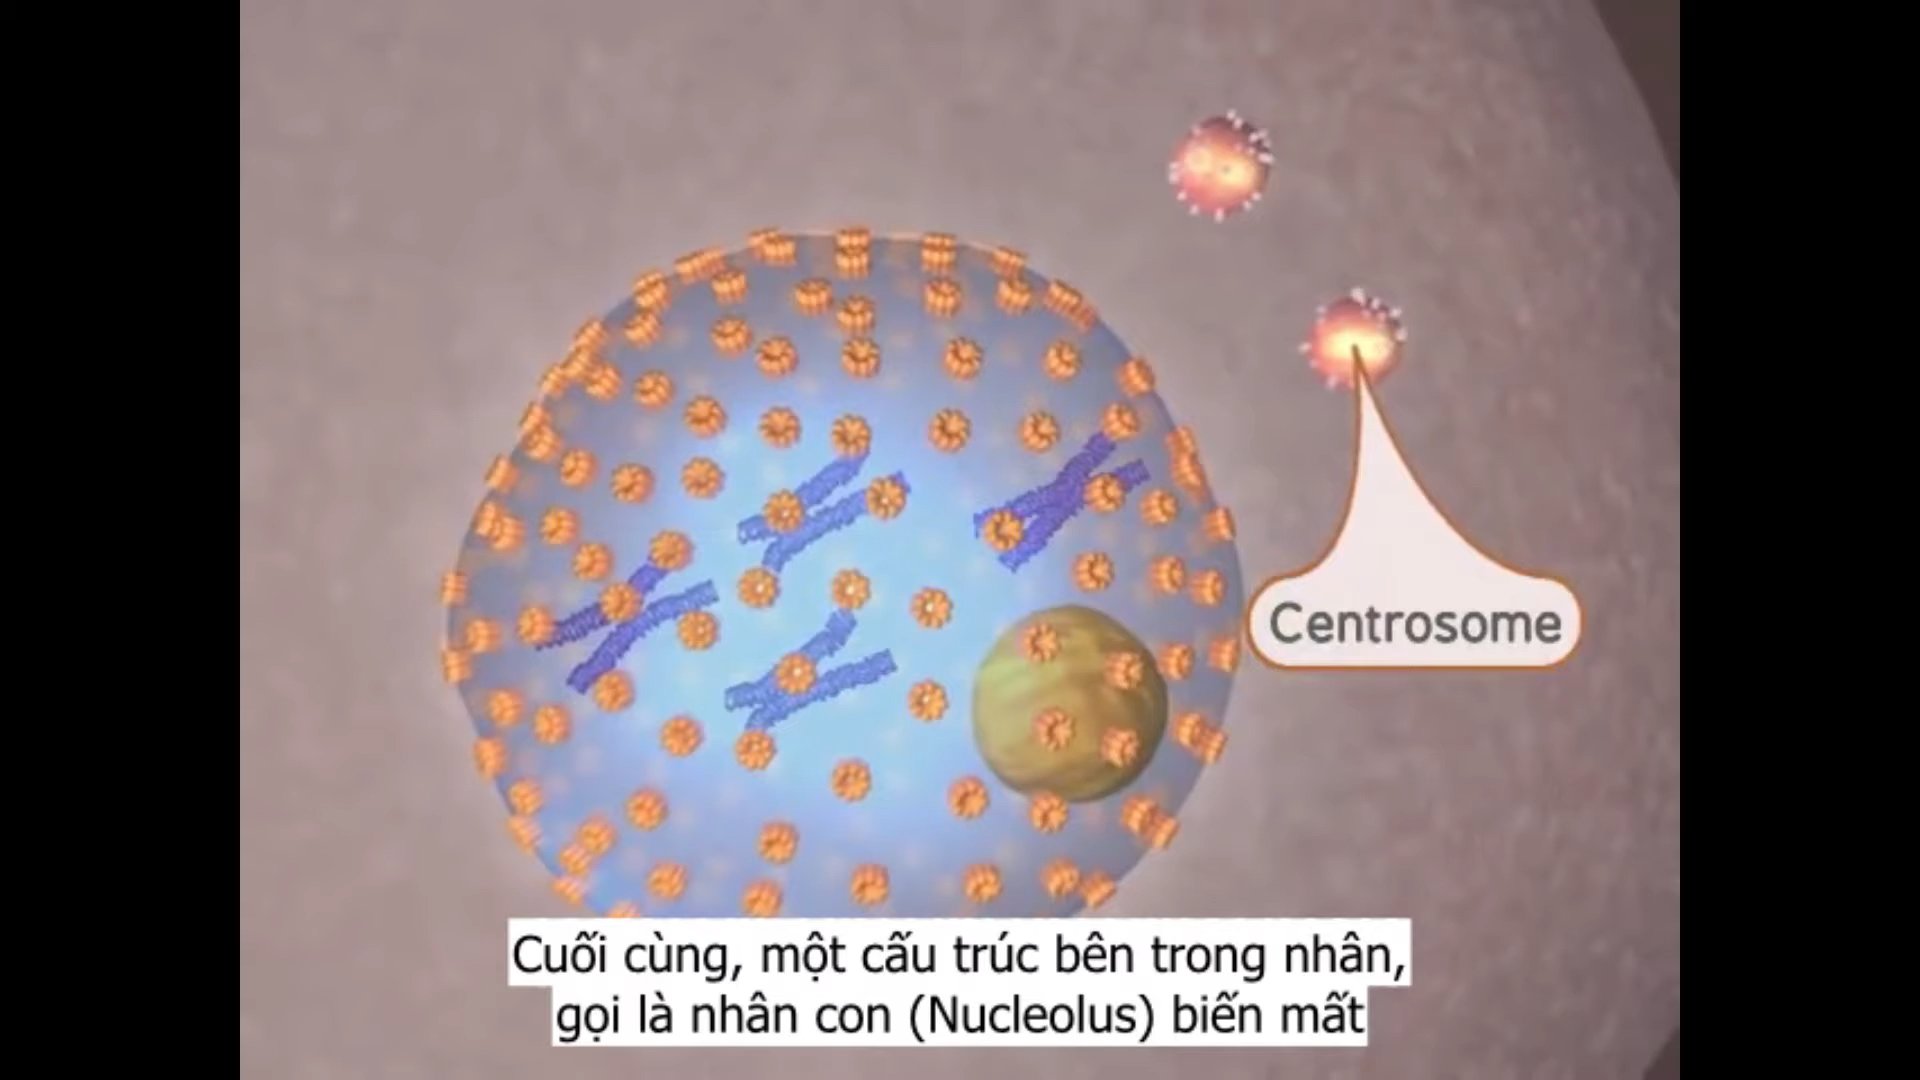 Centrosome
Cuối cùng, một cấu trúc bên trong nhân,
gọi là nhân con (Nucleolus) biến mất